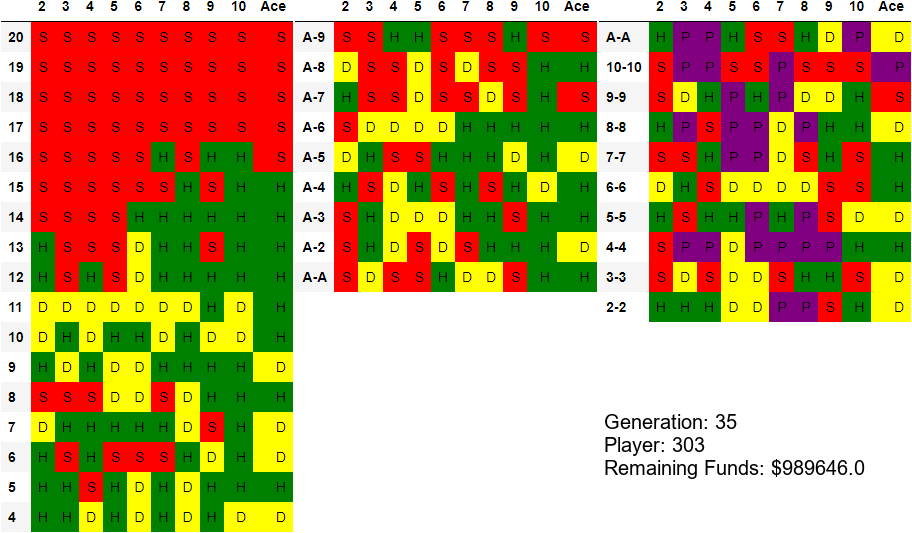 2 3 4 5 6 7 8 9 10 Ace
20 S S S S S S S S S S
19 S S S S S S S S S S
18 S S S S S S S S S S
17 S S S S S S S S S S
16 S S S S S H S H H S
15 S S S S S S H S H H
14 S S S S H H H H H H
13 H S S S D H H S H H
12 H S H S D H H H H H
11 D D D D D D D H D H
10 D H D H H D H D D H
9 H D H D D H H H H D
8 S S S D D S D H H H
7 D H H H H H D S H D
6 H S H S S S H D H D
5 H H S H D H D H H H
4 H H D H D H D H D D
2 3 4 5 6 7 8 9 10 Ace
A-9 S S H H S S S H S S
A-8 D S S D S D S S H H
A-7 H S S D S S D S H S
A-6 S D D D D H H H H H
A-5 D H S S H H H D H D
A-4 H S D H S H S H D H
A-3 S H D D D H H S H H
A-2 S H D S D S H H H D
A-A S D S S H D D S H H
2 3 4 5 6 7 8 9 10 Ace
A-A H P P H S S H D P D
10-10 S P P S S P S S S P
9-9 S D H P H P D D H S
8-8 H P S P P D P H H D
7-7 S S H P P D S H S H
6-6 D H S D D D D S S H
5-5 H S H H P H P S D D
4-4 S P P D P P P P H H
3-3 S D S D D S H H S D
2-2 H H H D D P P S H D
Generation: 35
Player: 303
Remaining Funds: $989646.0